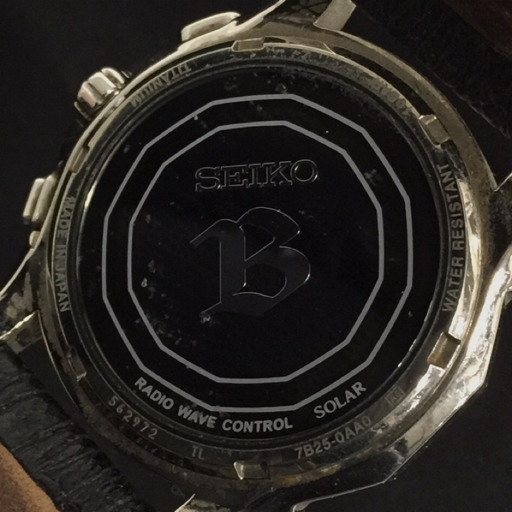 TITANIUM
SEIKO
B
MADE IN JAPAN
WATER RESISTANT
RADIO WAVE CONTROL SOLAR
562972 TL 7B25-0AA0